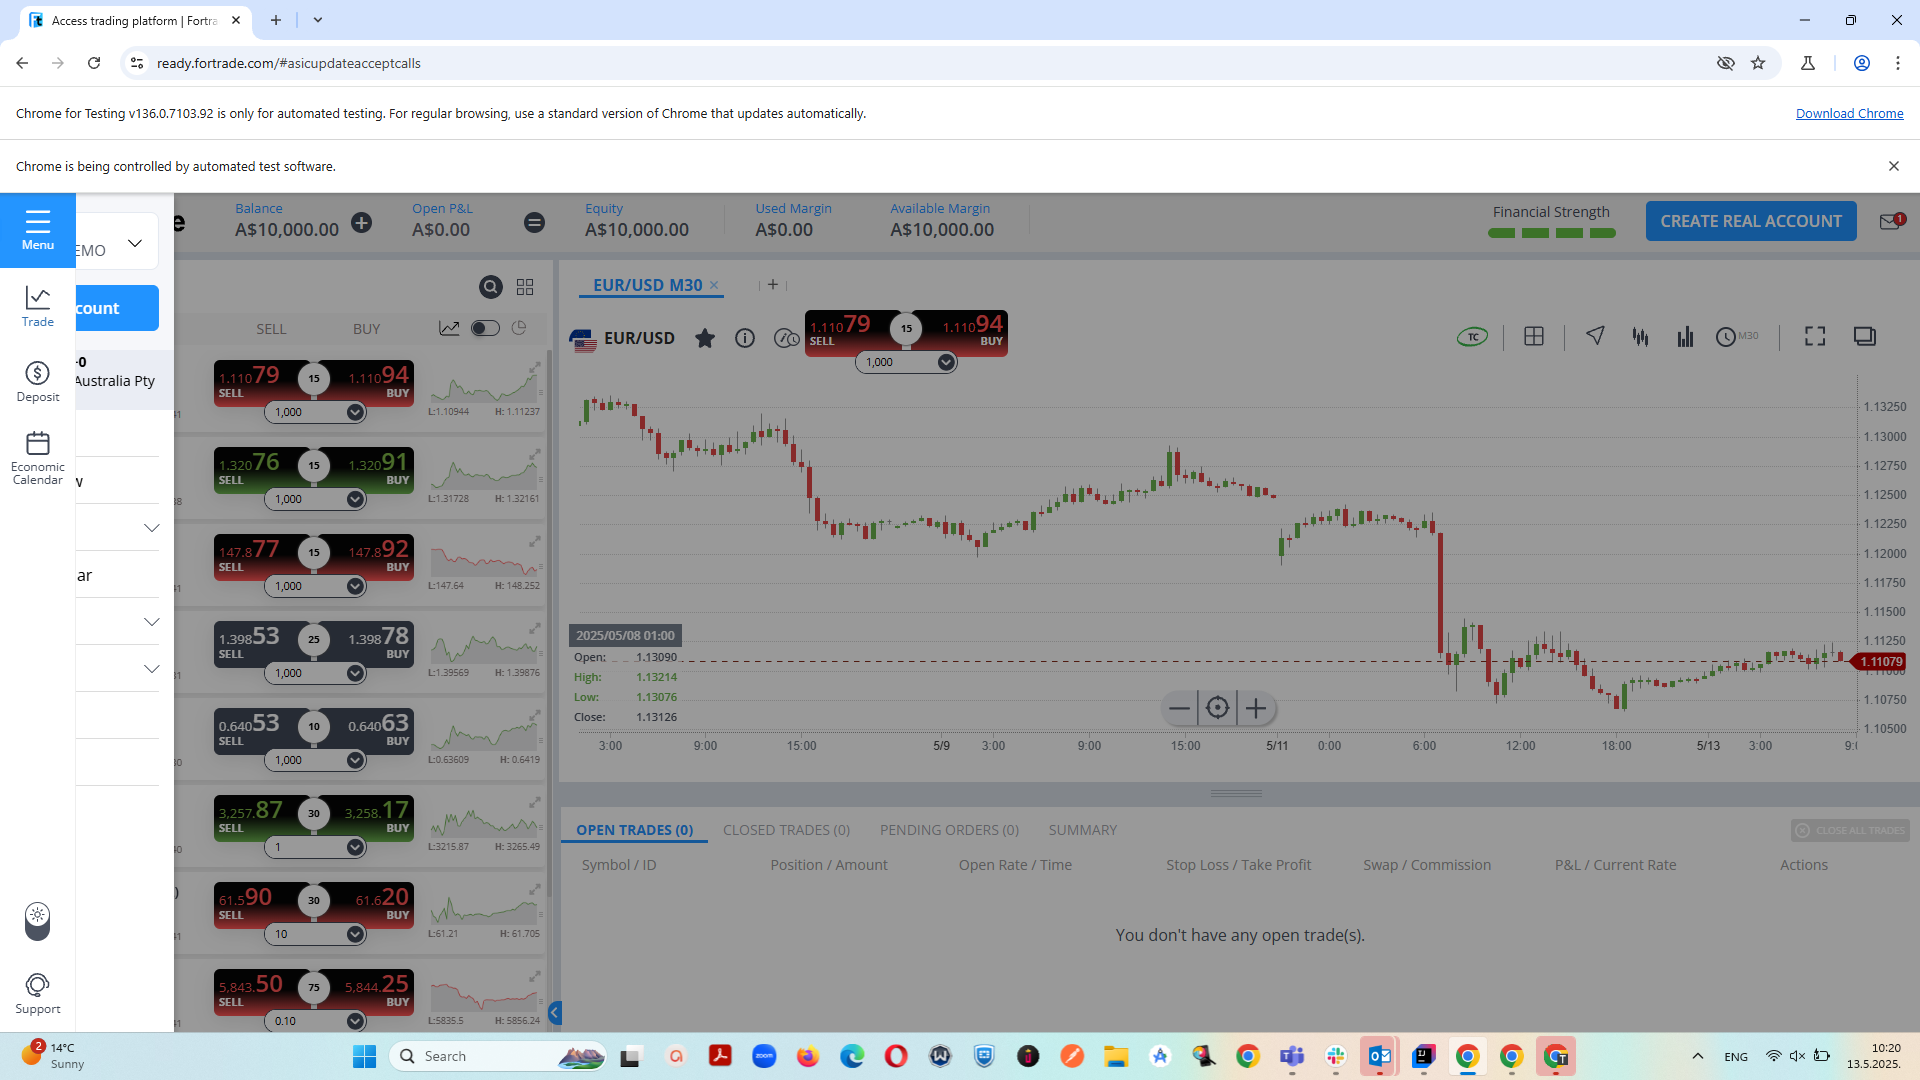 Access trading platform | Fortra
ready.fortrade.com/#asicupdateacceptcalls
Chrome for Testing v136.0.7103.92 is only for automated testing. For regular browsing, use a standard version of Chrome that updates automatically.
Download Chrome
Chrome is being controlled by automated test software.
Menu
EMO
e
Balance
A$10,000.00
Open P&L
A$0.00
Equity
A$10,000.00
Used Margin
A$0.00
Available Margin
A$10,000.00
Financial Strength
CREATE REAL ACCOUNT
1
Trade
Deposit
Economic
Calendar
Support
count
-0
Australia Pty
w
ar
SELL
BUY
1.11079
SELL
15
1.11094
BUY
1,000
L:1.10944
H: 1.11237
1.32076
SELL
15
1.32091
BUY
1,000
L:1.31728
H: 1.32161
147.877
SELL
15
147.892
BUY
1,000
L:147.64
H: 148.252
1.39853
SELL
25
1.39878
BUY
1,000
L:1.39569
H: 1.39876
0.64053
SELL
10
0.64063
BUY
1,000
L:0.63609
H: 0.6419
3,257.87
SELL
30
3,258.17
BUY
1
L:3215.87
H: 3265.49
61.590
SELL
30
61.620
BUY
10
L:61.21
H: 61.705
5,843.50
SELL
75
5,844.25
BUY
0.10
L:5835.5
H: 5856.24
EUR/USD M30
EUR/USD
1.11079
SELL
15
1.11094
BUY
1,000
TC
M30
1.13250
1.13000
1.12750
1.12500
1.12250
1.12000
1.11750
1.11500
1.11250
1.11079
1.10750
1.10500
2025/05/08 01:00
Open: 1.13090
High: 1.13214
Low: 1.13076
Close: 1.13126
3:00 9:00 15:00 5/9 3:00 9:00 15:00 5/11 0:00 6:00 12:00 18:00 5/13 3:00 9:0
OPEN TRADES (0)
CLOSED TRADES (0)
PENDING ORDERS (0)
SUMMARY
CLOSE ALL TRADES
Symbol / ID
Position / Amount
Open Rate / Time
Stop Loss / Take Profit
Swap / Commission
P&L / Current Rate
Actions
You don't have any open trade(s).
2
14°C
Sunny
Search
zoom
ENG
10:20
13.5.2025.